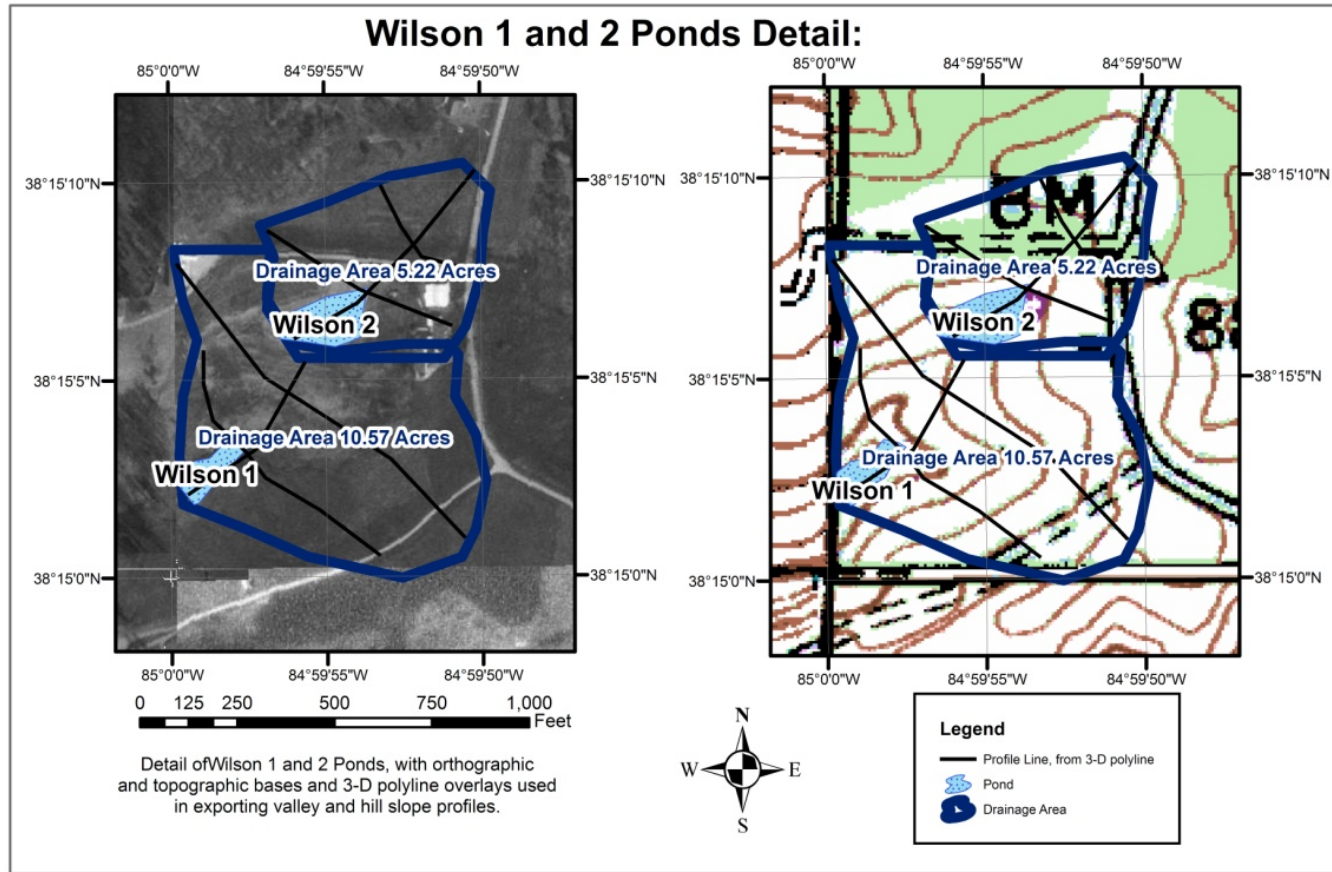 Wilson 1 and 2 Ponds Detail:
85°0'0"W 84°59'55"W 84°59'50"W
38°15'10"N 38°15'10"N
Drainage Area 5.22 Acres
Wilson 2
38°15'5"N 38°15'5"N
Drainage Area 10.57 Acres
Wilson 1
38°15'0"N 38°15'0"N
85°0'0"W 84°59'55"W 84°59'50"W
0 125 250 500 750 1,000
Feet
Detail ofWilson 1 and 2 Ponds, with orthographic
and topographic bases and 3-D polyline overlays used
in exporting valley and hill slope profiles.
85°0'0"W 84°59'55"W 84°59'50"W
38°15'10"N 38°15'10"N
Drainage Area 5.22 Acres
Wilson 2
38°15'5"N 38°15'5"N
Drainage Area 10.57 Acres
Wilson 1
38°15'0"N 38°15'0"N
85°0'0"W 84°59'55"W 84°59'50"W
N
W E
S
Legend
Profile Line, from 3-D polyline
Pond
Drainage Area